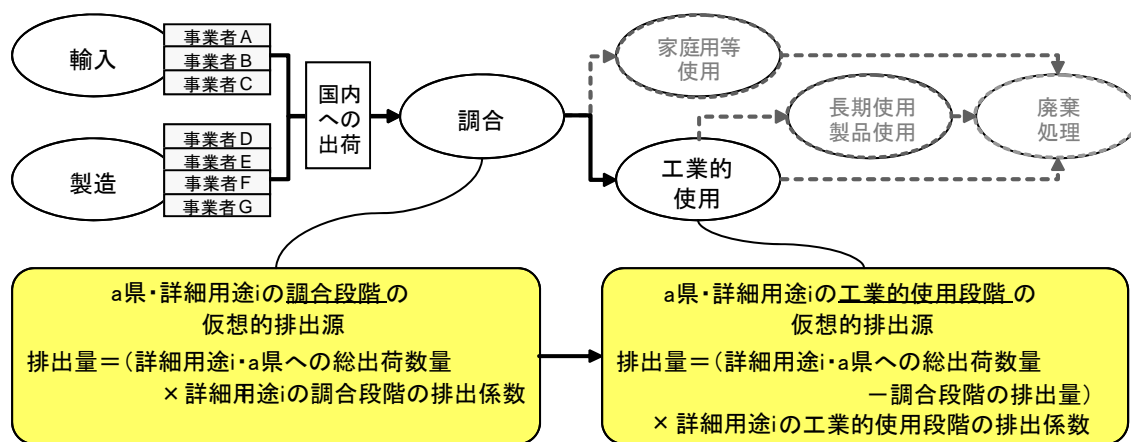 輸入
事業者A
事業者B
事業者C
製造
事業者D
事業者E
事業者F
事業者G
国内
への
出荷
調合
家庭用等
使用
工業的
使用
長期使用
製品使用
廃棄
処理
a県・詳細用途iの調合段階の
仮想的排出源
排出量＝(詳細用途i・a県への総出荷数量
×詳細用途iの調合段階の排出係数
a県・詳細用途iの工業的使用段階の
仮想的排出源
排出量＝(詳細用途i・a県への総出荷数量
－調合段階の排出量)
×詳細用途iの工業的使用段階の排出係数